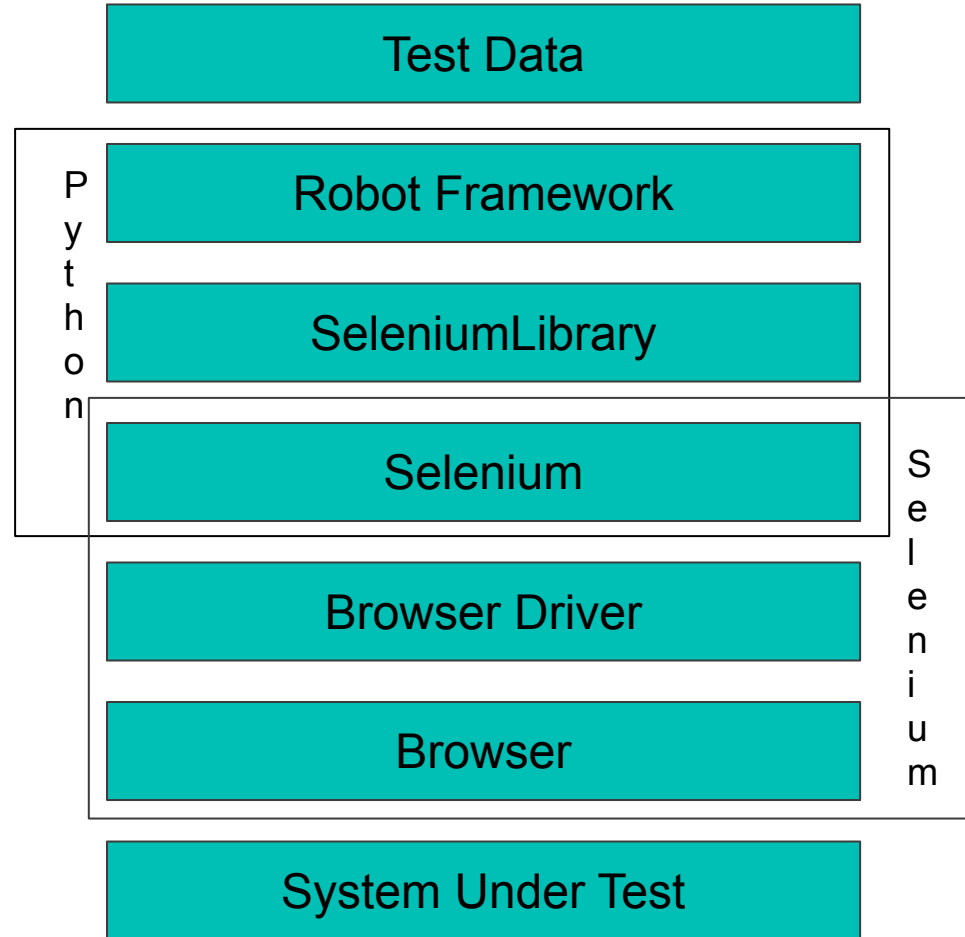 Test Data
Python
Robot Framework
SeleniumLibrary
Selenium
Selenium
Browser Driver
Browser
System Under Test